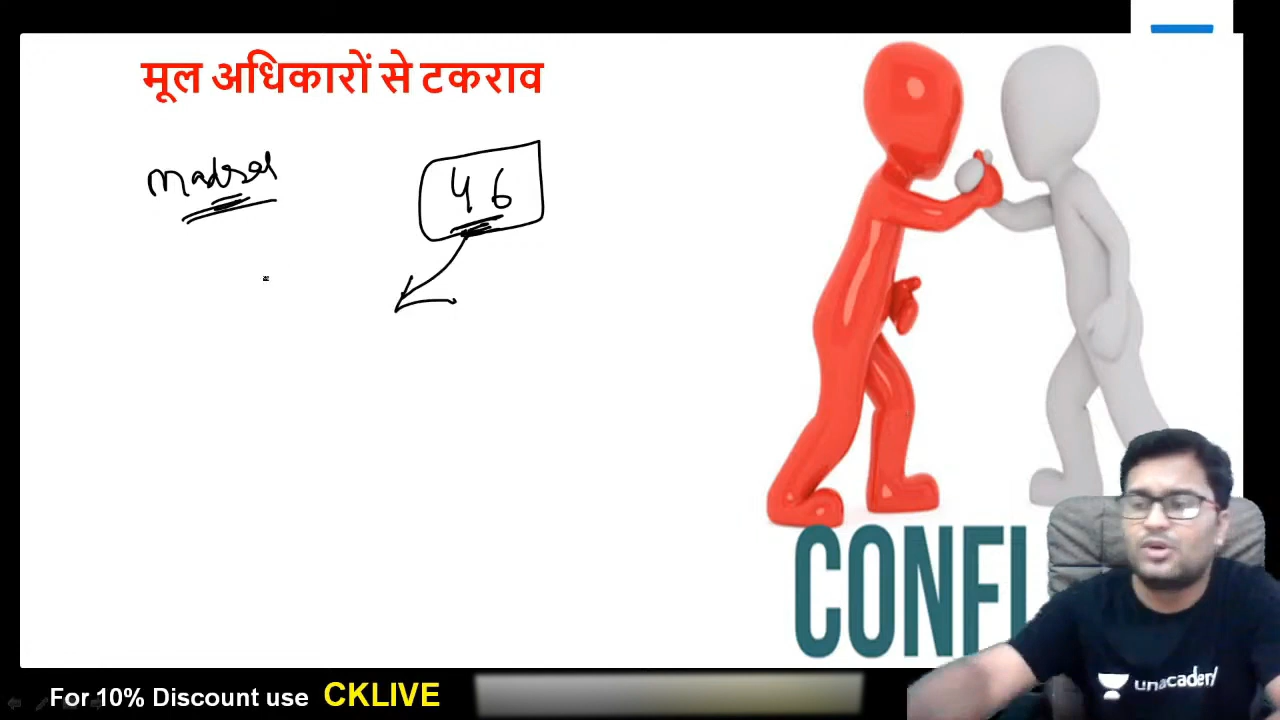 मूल अधिकारों से टकराव
madras
46
CONFL
unacademy
For 10% Discount use CKLIVE